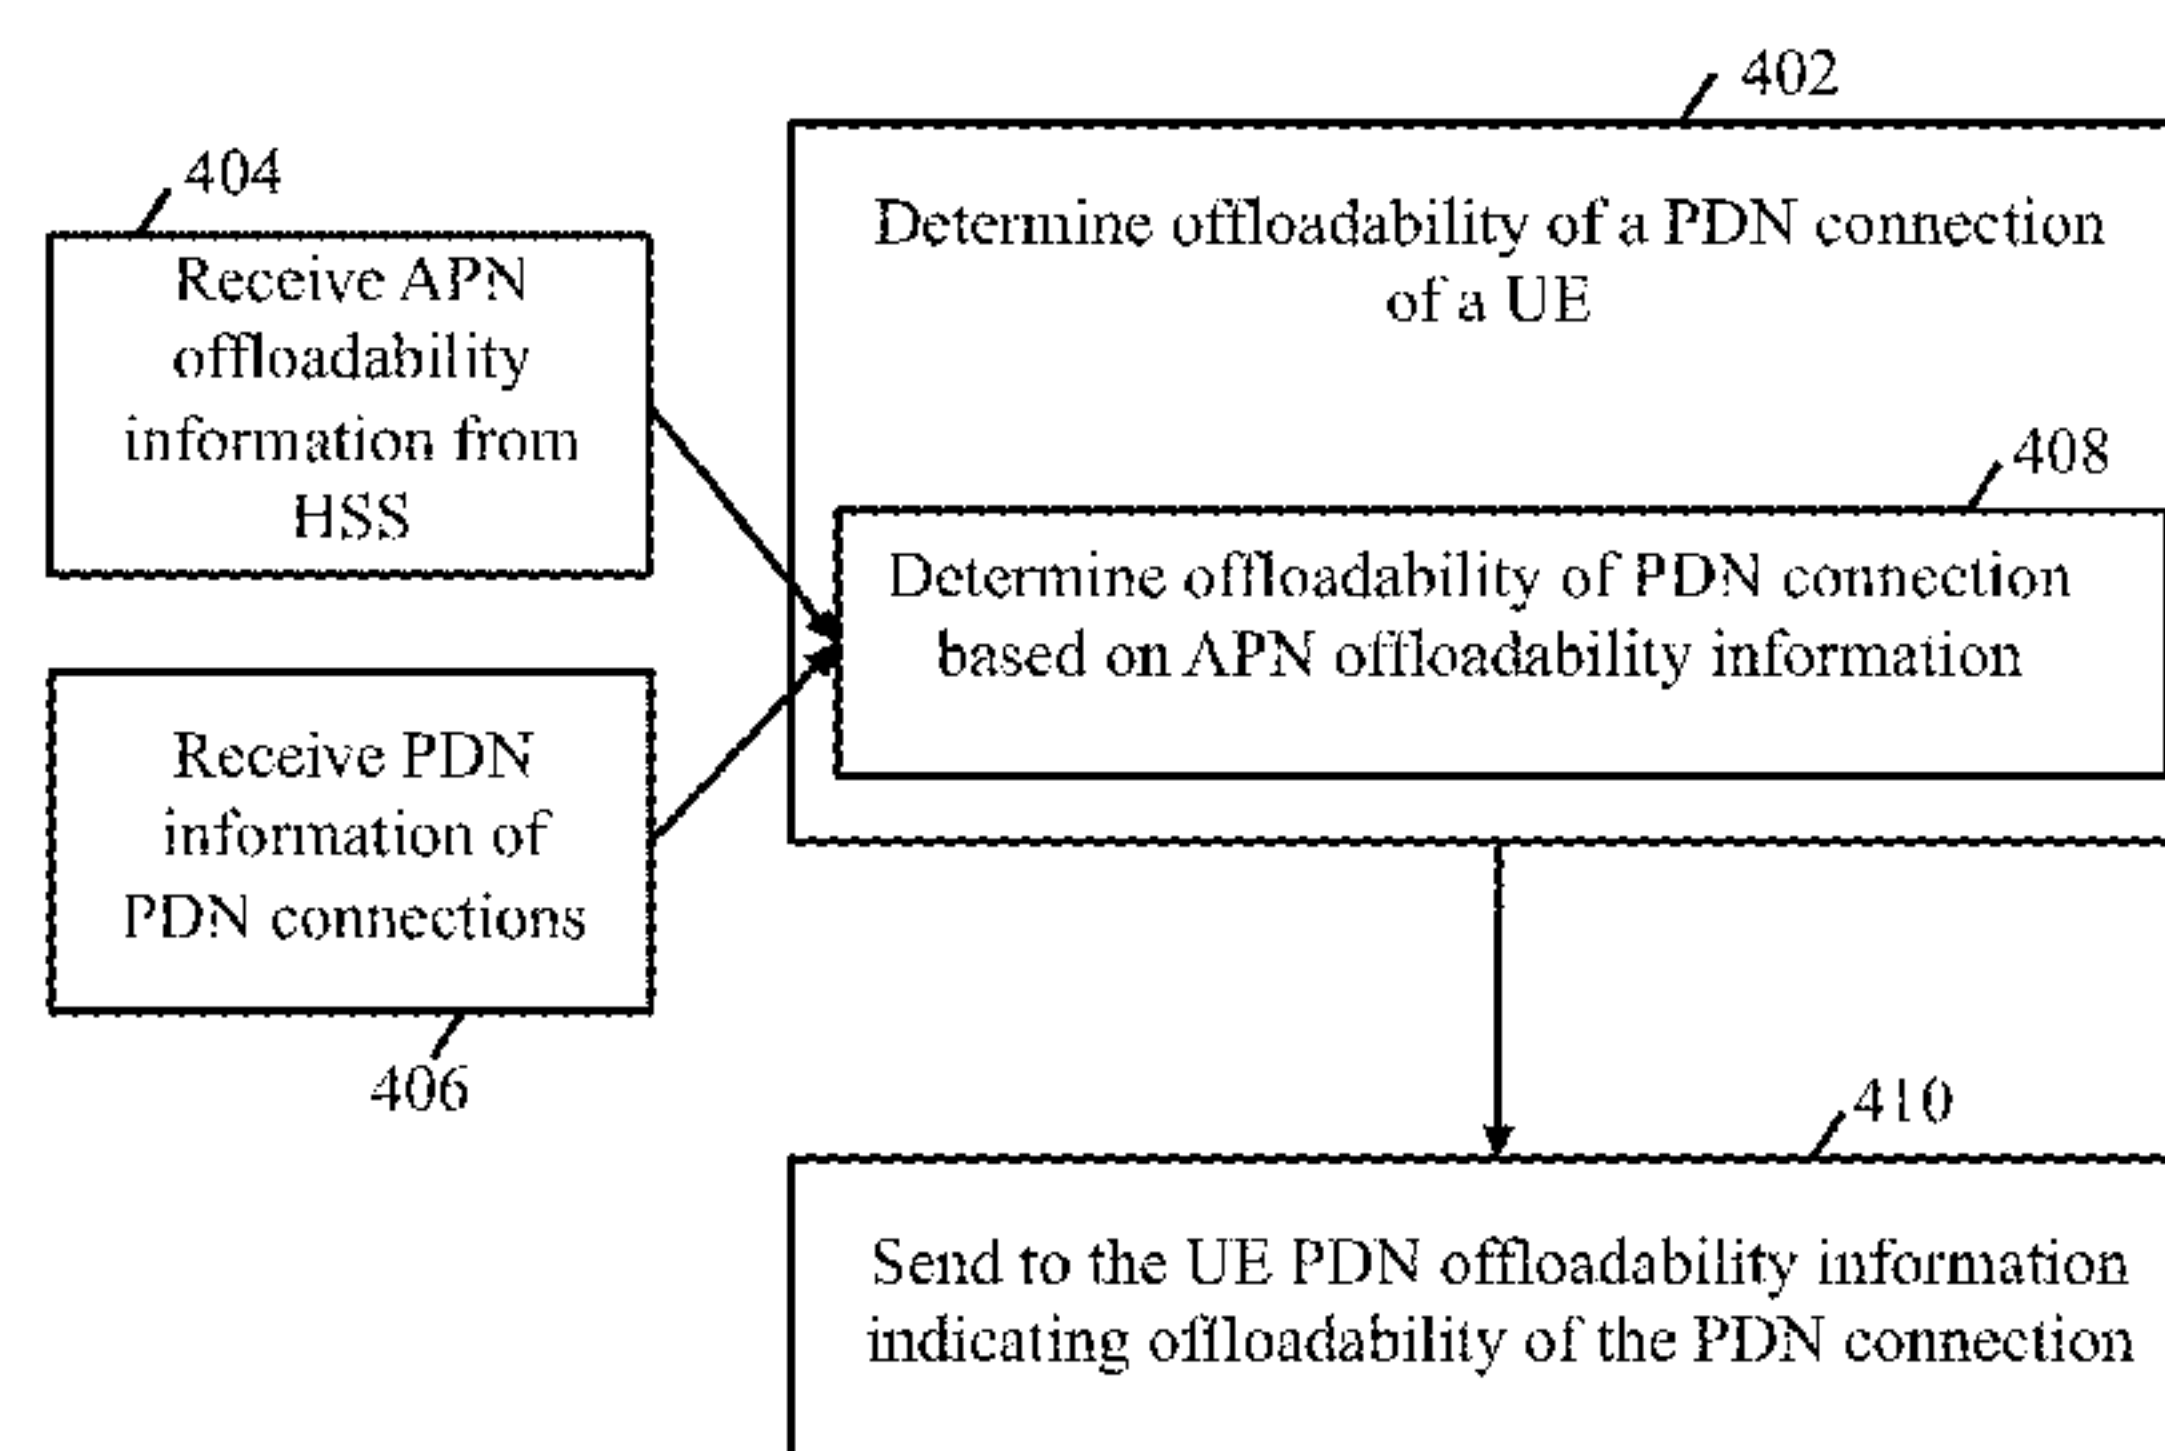 402
404
Determine offloadability of a PDN connection
of a UE
Receive APN
offloadability
information from
HSS
408
Determine offloadability of PDN connection
based on APN offloadability information
Receive PDN
information of
PDN connections
406
410
Send to the UE PDN offloadability information
indicating offloadability of the PDN connection